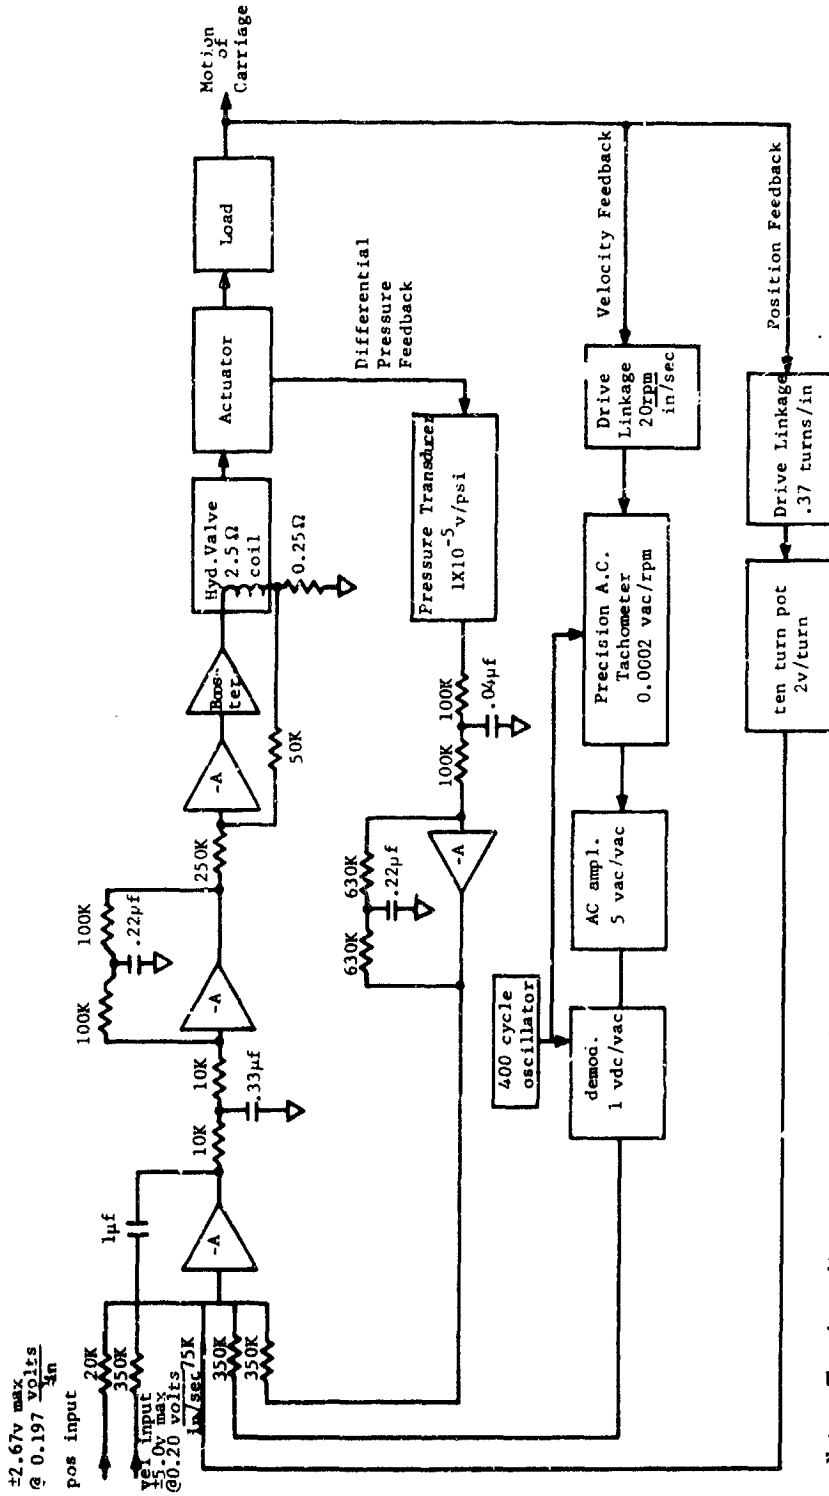 ±2.67v max
@ 0.197 volts
in
pos input
20K
350K
vel input
±5.0v max
@0.20 volts
in/sec
75K
350K
350K
1µf
-A
10K
10K
.33µf
100K
100K
.22µf
-A
250K
-A
Boos-
ter
50K
Hyd.Valve
2.5 Ω
coil
0.25Ω
Actuator
Load
Motion
of
Carriage
Differential
Pressure
Feedback
Pressure Transducer
1X10⁻⁵v/psi
100K
100K
.04µf
630K
630K
.22µf
-A
Velocity Feedback
Drive
Linkage
20rpm
in/sec
Precision A.C.
Tachometer
0.0002 vac/rpm
AC ampl.
5 vac/vac
400 cycle
oscillator
demod.
1 vdc/vac
Position Feedback
Drive Linkage
.37 turns/in
ten turn pot
2v/turn